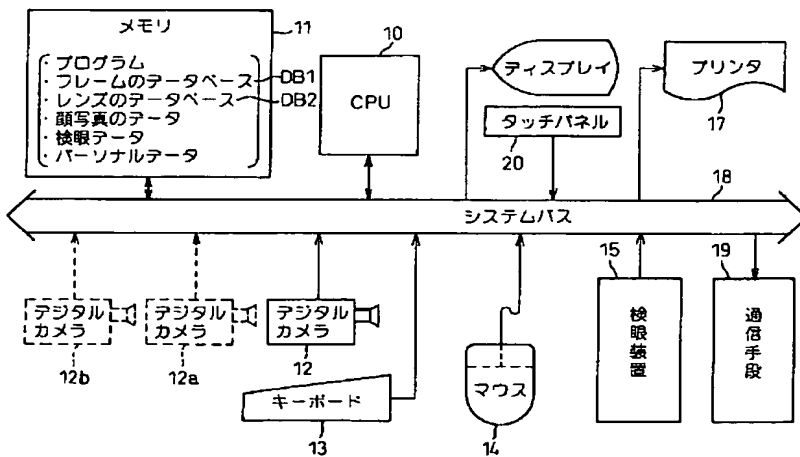 メモリ
11
・プログラム
・フレームのデータベース DB1
・レンズのデータベース DB2
・顔写真のデータ
・検眼データ
・パーソナルデータ
10
CPU
ディスプレイ
タッチパネル
20
プリンタ
17
18
システムバス
デジタル
カメラ
12b
デジタル
カメラ
12a
デジタル
カメラ
12
キーボード
13
マウス
14
15
検眼装置
19
通信手段